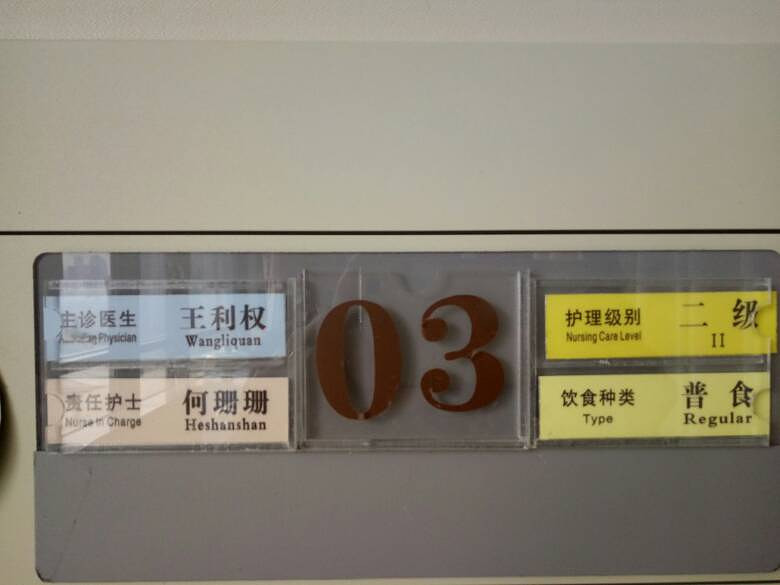 主诊医生 王利权
Physician Wangliquan
责任护士 何珊珊
Nurse In Charge Heshanshan
03
护理级别 二级
Nursing Care Level II
饮食种类 普食
Type Regular